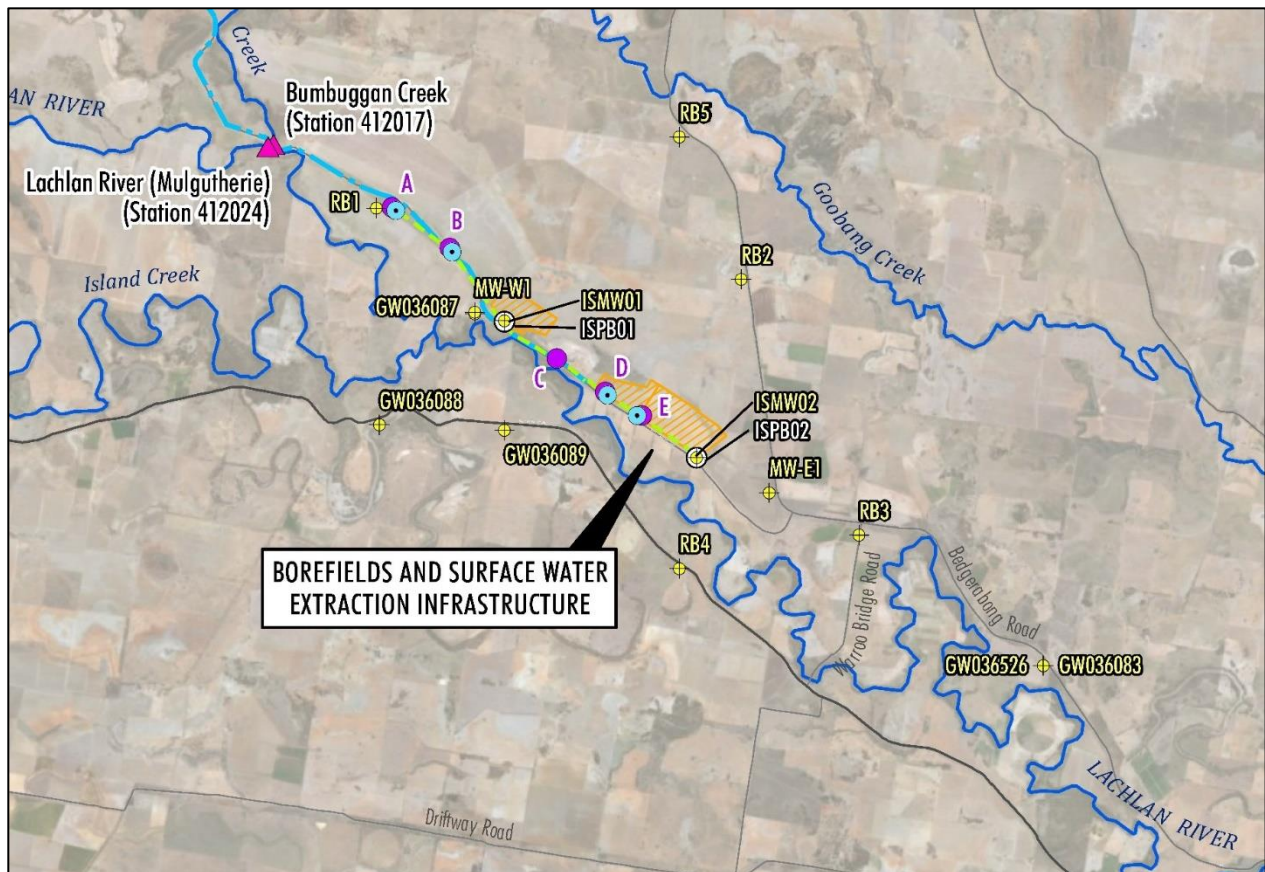 Creek
AN RIVER
Bumbuggan Creek
(Station 412017)
Lachlan River (Mulgutherie)
(Station 412024)
RB5
RB1
A
B
Goobang Creek
RB2
Island Creek
MW-W1
GW036087
ISMW01
ISPB01
C
D
E
GW036088
GW036089
ISMW02
ISPB02
MW-E1
RB3
BOREFIELDS AND SURFACE WATER
EXTRACTION INFRASTRUCTURE
RB4
Warroo Bridge Road
Bedgerabong Road
GW036526
GW036083
LACHLAN RIVER
Driftway Road